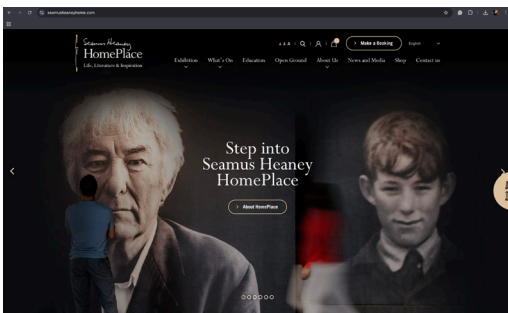 seamusheaneyhome.com
Seamus Heaney
HomePlace
Life, Literature & Inspiration
A A A
Make a Booking
English
Exhibition What's On Education Open Ground About Us News and Media Shop Contact us
Step into
Seamus Heaney
HomePlace
About HomePlace